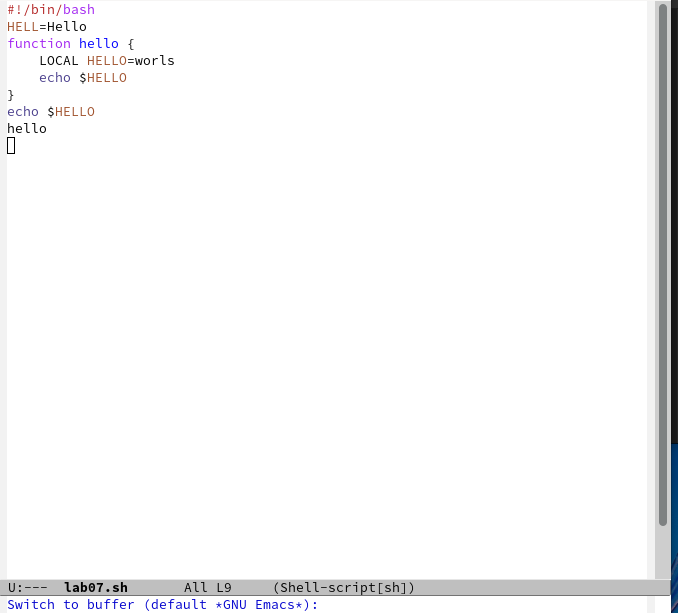 #!/bin/bash
HELL=Hello
function hello {
    LOCAL HELLO=worls
    echo $HELLO
}
echo $HELLO
hello
U:---  lab07.sh       All L9     (Shell-script[sh])
Switch to buffer (default *GNU Emacs*):